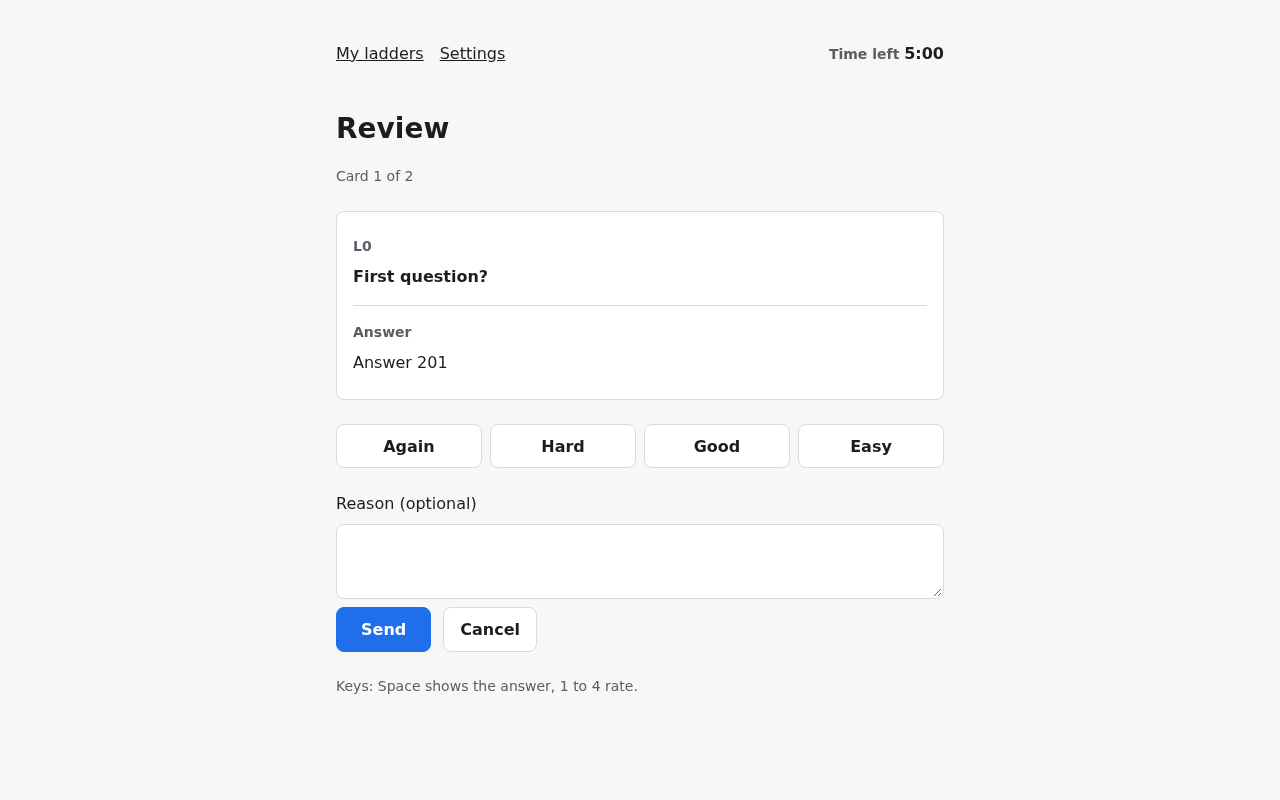 My ladders Settings Time left 5:00
Review
Card 1 of 2
L0
First question?
Answer
Answer 201
Again Hard Good Easy
Reason (optional)
Send Cancel
Keys: Space shows the answer, 1 to 4 rate.